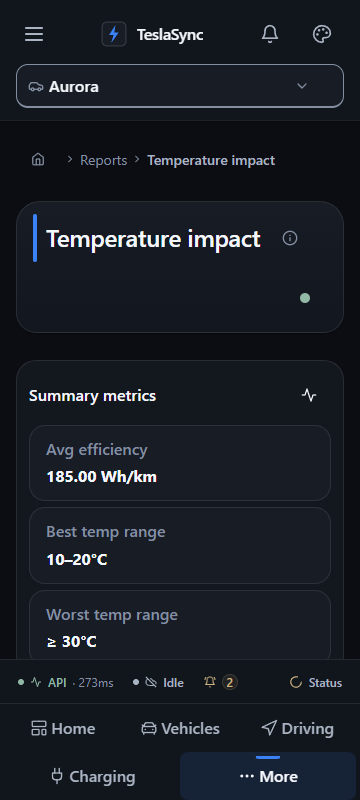 TeslaSync
Aurora
Reports Temperature impact
Temperature impact
Summary metrics
Avg efficiency
185.00 Wh/km
Best temp range
10–20°C
Worst temp range
≥ 30°C
API · 273ms Idle 2 Status
Home Vehicles Driving
Charging More